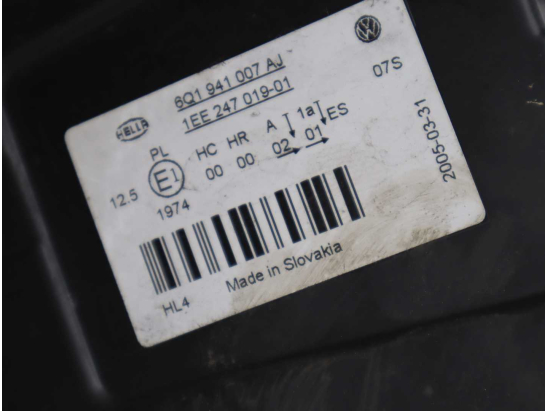 6Q1 941 007 AJ
1EE 247 019-01
HELLA
07S
PL
HC HR A 1a ES
E1
00 00 02 01
12.5
1974
2005-03-31
Made in Slovakia
HL4